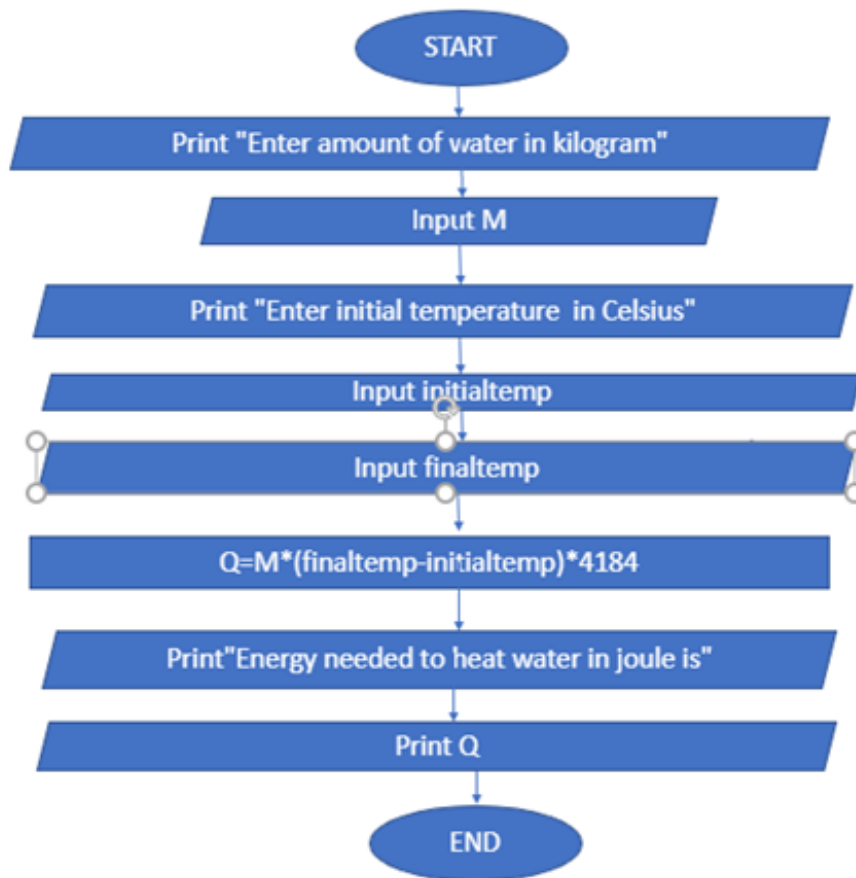 START
Print "Enter amount of water in kilogram"
Input M
Print "Enter initial temperature  in Celsius"
Input initialtemp
Input finaltemp
Q=M*(finaltemp-initialtemp)*4184
Print"Energy needed to heat water in joule is"
Print Q
END